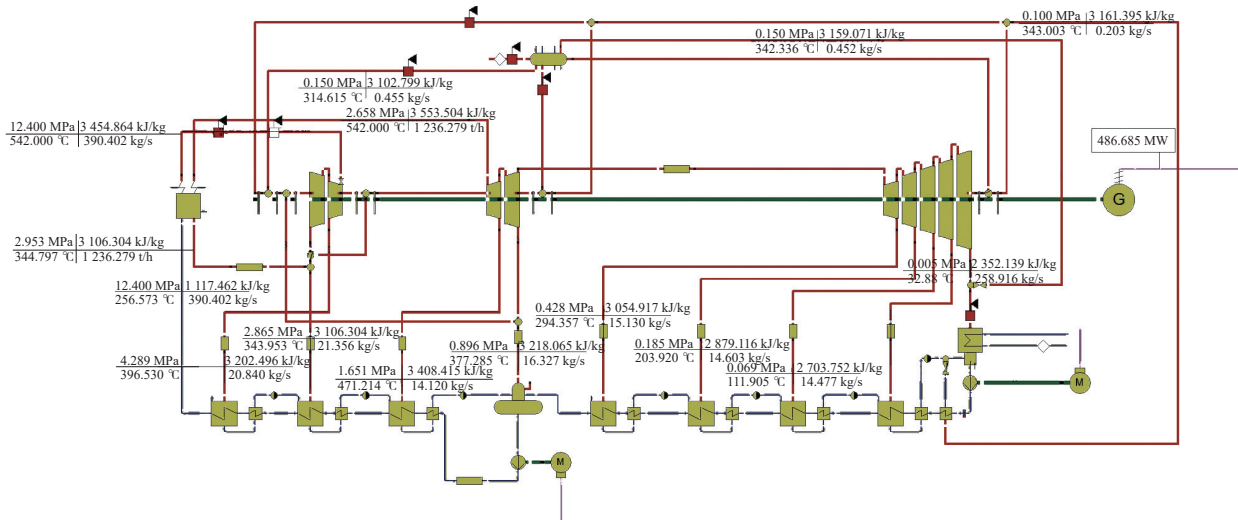 0.100 MPa 3 161.395 kJ/kg
343.003 ℃ 0.203 kg/s
0.150 MPa 3 159.071 kJ/kg
342.336 ℃ 0.452 kg/s
0.150 MPa 3 102.799 kJ/kg
314.615 ℃ 0.455 kg/s
2.658 MPa 3 553.504 kJ/kg
542.000 ℃ 1 236.279 t/h
12.400 MPa 3 454.864 kJ/kg
542.000 ℃ 390.402 kg/s
486.685 MW
G
2.953 MPa 3 106.304 kJ/kg
344.797 ℃ 1 236.279 t/h
0.005 MPa 2 352.139 kJ/kg
32.88 ℃ 258.916 kg/s
12.400 MPa 1 117.462 kJ/kg
256.573 ℃ 390.402 kg/s
0.428 MPa 3 054.917 kJ/kg
294.357 ℃ 15.130 kg/s
2.865 MPa 3 106.304 kJ/kg
343.953 ℃ 21.356 kg/s
0.896 MPa 3 218.065 kJ/kg
377.285 ℃ 16.327 kg/s
0.185 MPa 2 879.116 kJ/kg
203.920 ℃ 14.603 kg/s
4.289 MPa 3 202.496 kJ/kg
396.530 ℃ 20.840 kg/s
1.651 MPa 3 408.415 kJ/kg
471.214 ℃ 14.120 kg/s
0.069 MPa 2 703.752 kJ/kg
111.905 ℃ 14.477 kg/s
M
M